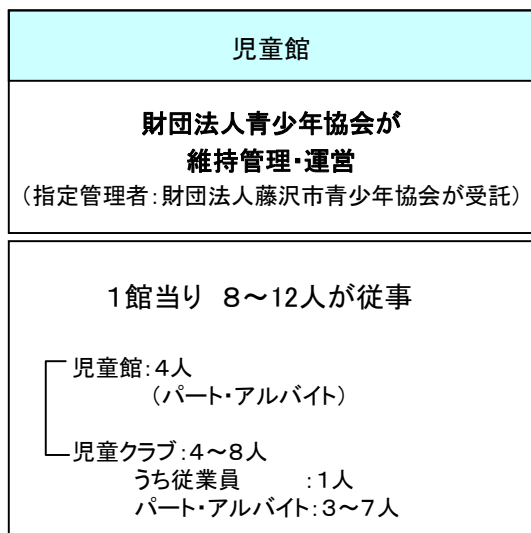 児童館
財団法人青少年協会が
維持管理・運営
(指定管理者:財団法人藤沢市青少年協会が受託)
1館当り 8～12人が従事
児童館:4人
(パート・アルバイト)
児童クラブ:4～8人
うち従業員 :1人
パート・アルバイト:3～7人